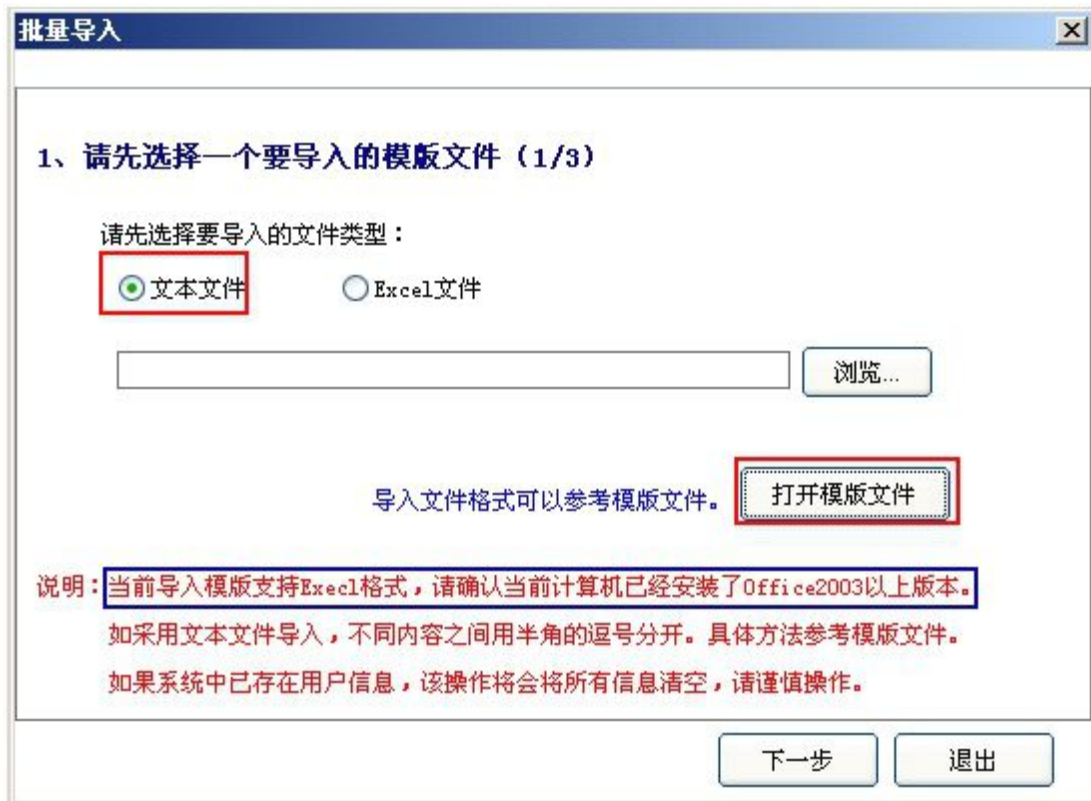 批量导入
1、请先选择一个要导入的模版文件（1/3）
请先选择要导入的文件类型：
文本文件 Excel文件
浏览...
导入文件格式可以参考模版文件。 打开模版文件
说明：当前导入模版支持Execl格式，请确认当前计算机已经安装了Office2003以上版本。
如采用文本文件导入，不同内容之间用半角的逗号分开。具体方法参考模版文件。
如果系统中已存在用户信息，该操作将会将所有信息清空，请谨慎操作。
下一步 退出